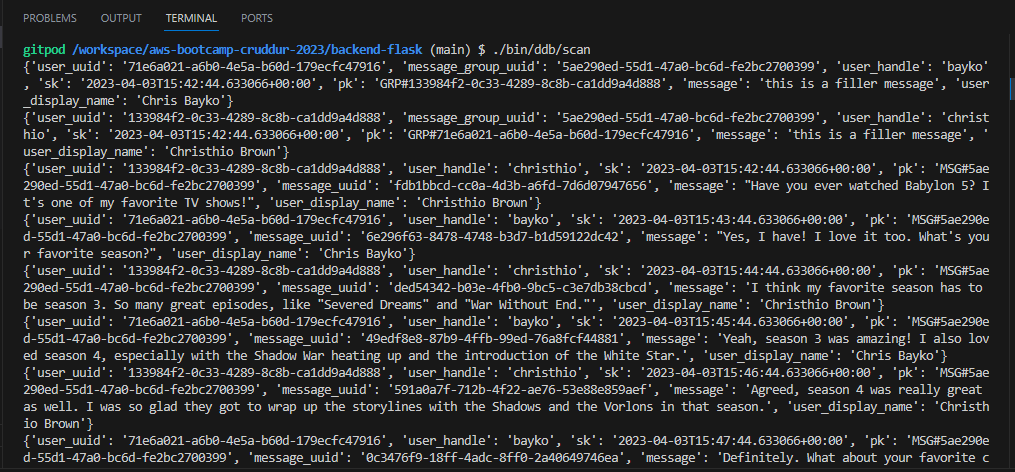 PROBLEMS OUTPUT TERMINAL PORTS
gitpod /workspace/aws-bootcamp-cruddur-2023/backend-flask (main) $ ./bin/ddb/scan
{'user_uuid': '71e6a021-a6b0-4e5a-b60d-179ecfc47916', 'message_group_uuid': '5ae290ed-55d1-47a0-bc6d-fe2bc2700399', 'user_handle': 'bayko'
, 'sk': '2023-04-03T15:42:44.633066+00:00', 'pk': 'GRP#133984f2-0c33-4289-8c8b-ca1dd9a4d888', 'message': 'this is a filler message', 'user
_display_name': 'Chris Bayko'}
{'user_uuid': '133984f2-0c33-4289-8c8b-ca1dd9a4d888', 'message_group_uuid': '5ae290ed-55d1-47a0-bc6d-fe2bc2700399', 'user_handle': 'christ
hio', 'sk': '2023-04-03T15:42:44.633066+00:00', 'pk': 'GRP#71e6a021-a6b0-4e5a-b60d-179ecfc47916', 'message': 'this is a filler message', '
user_display_name': 'Christhio Brown'}
{'user_uuid': '133984f2-0c33-4289-8c8b-ca1dd9a4d888', 'user_handle': 'christhio', 'sk': '2023-04-03T15:42:44.633066+00:00', 'pk': 'MSG#5ae
290ed-55d1-47a0-bc6d-fe2bc2700399', 'message_uuid': 'fdb1bbcd-cc0a-4d3b-a6fd-7d6d07947656', 'message': "Have you ever watched Babylon 5? I
t's one of my favorite TV shows!", 'user_display_name': 'Christhio Brown'}
{'user_uuid': '71e6a021-a6b0-4e5a-b60d-179ecfc47916', 'user_handle': 'bayko', 'sk': '2023-04-03T15:43:44.633066+00:00', 'pk': 'MSG#5ae290e
d-55d1-47a0-bc6d-fe2bc2700399', 'message_uuid': '6e296f63-8478-4748-b3d7-b1d59122dc42', 'message': "Yes, I have! I love it too. What's you
r favorite season?", 'user_display_name': 'Chris Bayko'}
{'user_uuid': '133984f2-0c33-4289-8c8b-ca1dd9a4d888', 'user_handle': 'christhio', 'sk': '2023-04-03T15:44:44.633066+00:00', 'pk': 'MSG#5ae
290ed-55d1-47a0-bc6d-fe2bc2700399', 'message_uuid': 'ded54342-b03e-4fb0-9bc5-c3e7db38cbcd', 'message': 'I think my favorite season has to
be season 3. So many great episodes, like "Severed Dreams" and "War Without End."', 'user_display_name': 'Christhio Brown'}
{'user_uuid': '71e6a021-a6b0-4e5a-b60d-179ecfc47916', 'user_handle': 'bayko', 'sk': '2023-04-03T15:45:44.633066+00:00', 'pk': 'MSG#5ae290e
d-55d1-47a0-bc6d-fe2bc2700399', 'message_uuid': '49edf8e8-87b9-4ffb-99ed-76a8fcf44881', 'message': 'Yeah, season 3 was amazing! I also lov
ed season 4, especially with the Shadow War heating up and the introduction of the White Star.', 'user_display_name': 'Chris Bayko'}
{'user_uuid': '133984f2-0c33-4289-8c8b-ca1dd9a4d888', 'user_handle': 'christhio', 'sk': '2023-04-03T15:46:44.633066+00:00', 'pk': 'MSG#5ae
290ed-55d1-47a0-bc6d-fe2bc2700399', 'message_uuid': '591a0a7f-712b-4f22-ae76-53e88e859aef', 'message': 'Agreed, season 4 was really great
as well. I was so glad they got to wrap up the storylines with the Shadows and the Vorlons in that season.', 'user_display_name': 'Christh
io Brown'}
{'user_uuid': '71e6a021-a6b0-4e5a-b60d-179ecfc47916', 'user_handle': 'bayko', 'sk': '2023-04-03T15:47:44.633066+00:00', 'pk': 'MSG#5ae290e
d-55d1-47a0-bc6d-fe2bc2700399', 'message_uuid': '0c3476f9-18ff-4adc-8ff0-2a40649746ea', 'message': 'Definitely. What about your favorite c